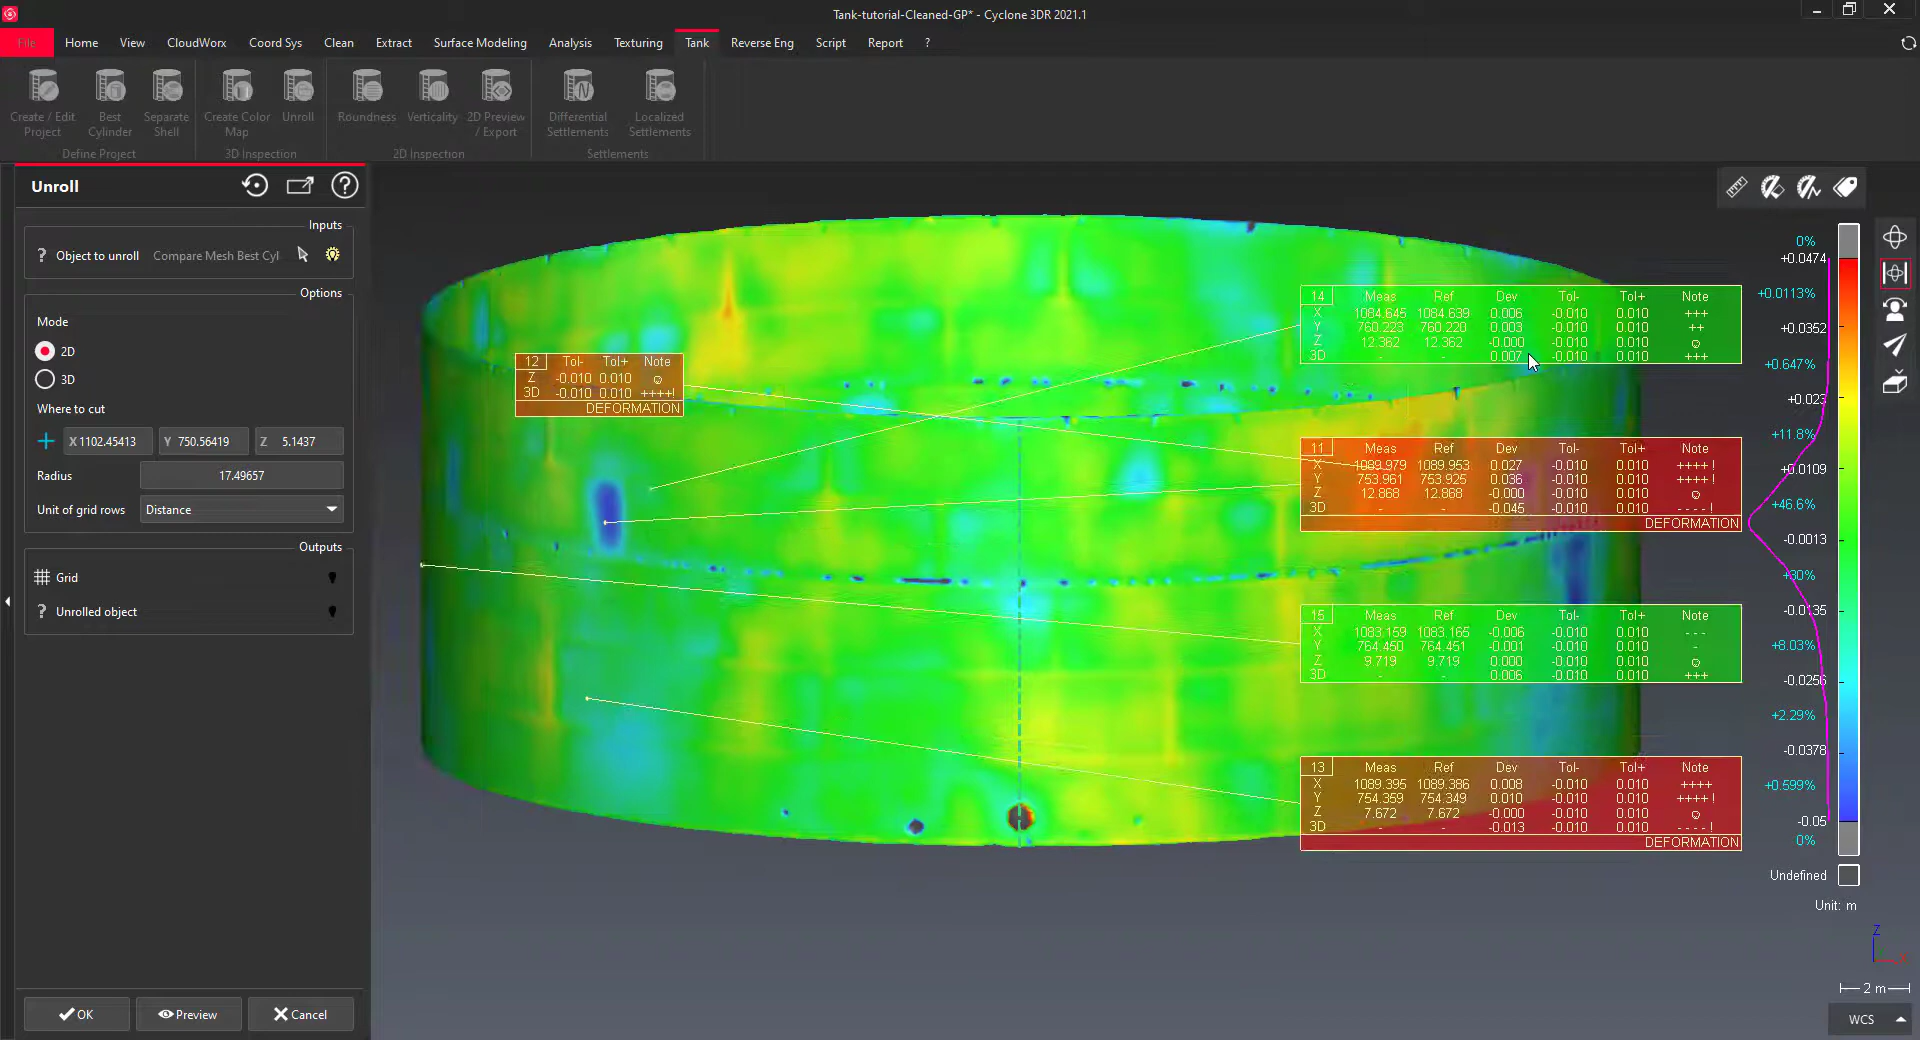 Tank-tutorial-Cleaned-GP* - Cyclone 3DR 2021.1
File Home View CloudWorx Coord Sys Clean Extract Surface Modeling Analysis Texturing Tank Reverse Eng Script Report ?
Create / Edit Project
Best Cylinder
Separate Shell
Create Color Map
Unroll
Roundness
Verticality
2D Preview / Export
Differential Settlements
Localized Settlements
Define Project
3D Inspection
2D Inspection
Settlements
Unroll
Inputs
? Object to unroll Compare Mesh Best Cyl
Options
Mode
2D
3D
Where to cut
X 1102.45413 Y 750.56419 Z 5.1437
Radius 17.49657
Unit of grid rows Distance
Outputs
Grid
? Unrolled object
OK Preview Cancel
12 Tol- Tol+ Note
Z -0.010 0.010
3D -0.010 0.010 ++++!
DEFORMATION
14 Meas Ref Dev Tol- Tol+ Note
X 1084.645 1084.639 0.006 -0.010 0.010 +++
Y 760.223 760.220 0.003 -0.010 0.010 ++
Z 12.362 12.362 -0.000 -0.010 0.010
3D - - 0.007 -0.010 0.010 +++
11 Meas Ref Dev Tol- Tol+ Note
X 1089.979 1089.953 0.027 -0.010 0.010 ++++ !
Y 753.961 753.925 0.036 -0.010 0.010 ++++ !
Z 12.868 12.868 -0.000 -0.010 0.010
3D - - -0.045 -0.010 0.010 - - - - !
DEFORMATION
15 Meas Ref Dev Tol- Tol+ Note
X 1083.159 1083.165 -0.006 -0.010 0.010 - - -
Y 764.450 764.451 -0.001 -0.010 0.010 -
Z 9.719 9.719 0.000 -0.010 0.010
3D - - 0.006 -0.010 0.010 +++
13 Meas Ref Dev Tol- Tol+ Note
X 1089.395 1089.386 0.008 -0.010 0.010 ++++
Y 754.359 754.349 0.010 -0.010 0.010 ++++ !
Z 7.672 7.672 -0.000 -0.010 0.010
3D - - -0.013 -0.010 0.010 - - - - !
DEFORMATION
0%
+0.0474
+0.0113%
+0.0352
+0.647%
+0.023
+11.8%
+0.0109
+46.6%
-0.0013
+30%
-0.0135
+8.03%
-0.0256
+2.29%
-0.0378
+0.599%
-0.05
0%
Undefined
Unit: m
Z
2 m
WCS